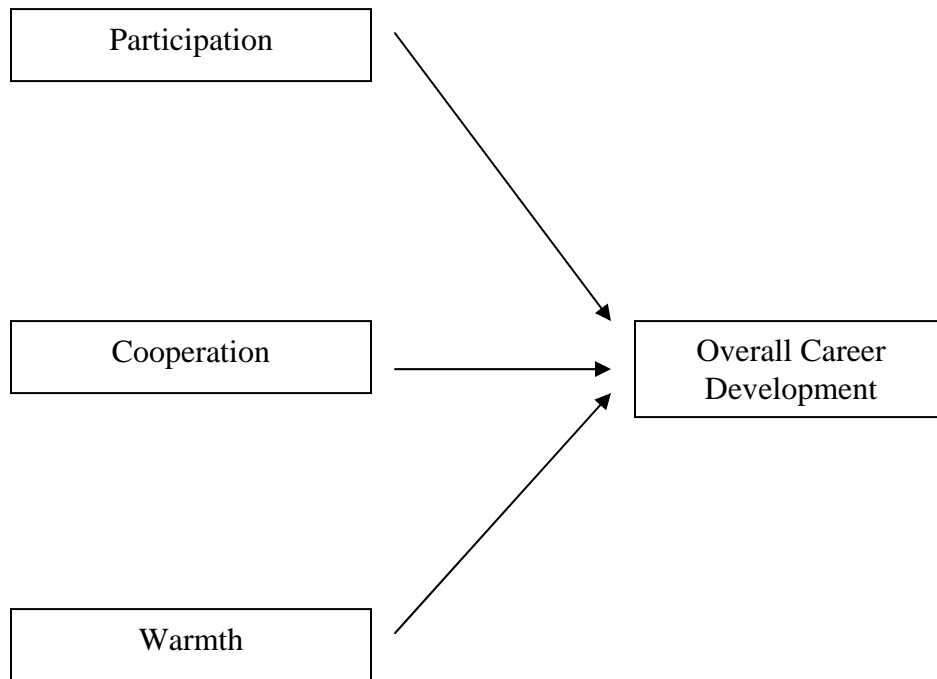 Participation
Cooperation
Overall Career
Development
Warmth